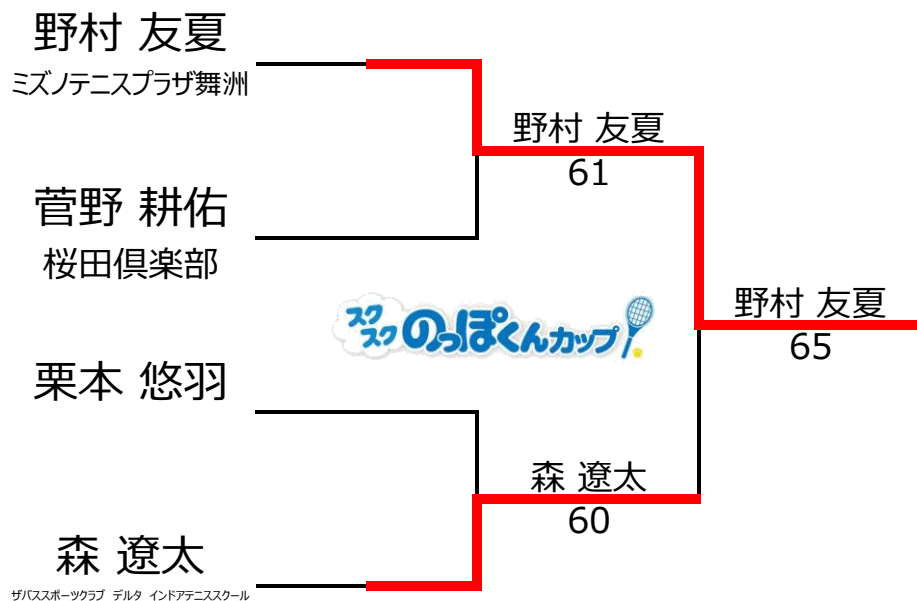 野村 友夏
ミズノテニスプラザ舞洲
野村 友夏
61
菅野 耕佑
桜田倶楽部
スク
スク のっぽくんカップ
野村 友夏
65
栗本 悠羽
森 遼太
60
森 遼太
ザバススポーツクラブ デルタ インドアテニススクール